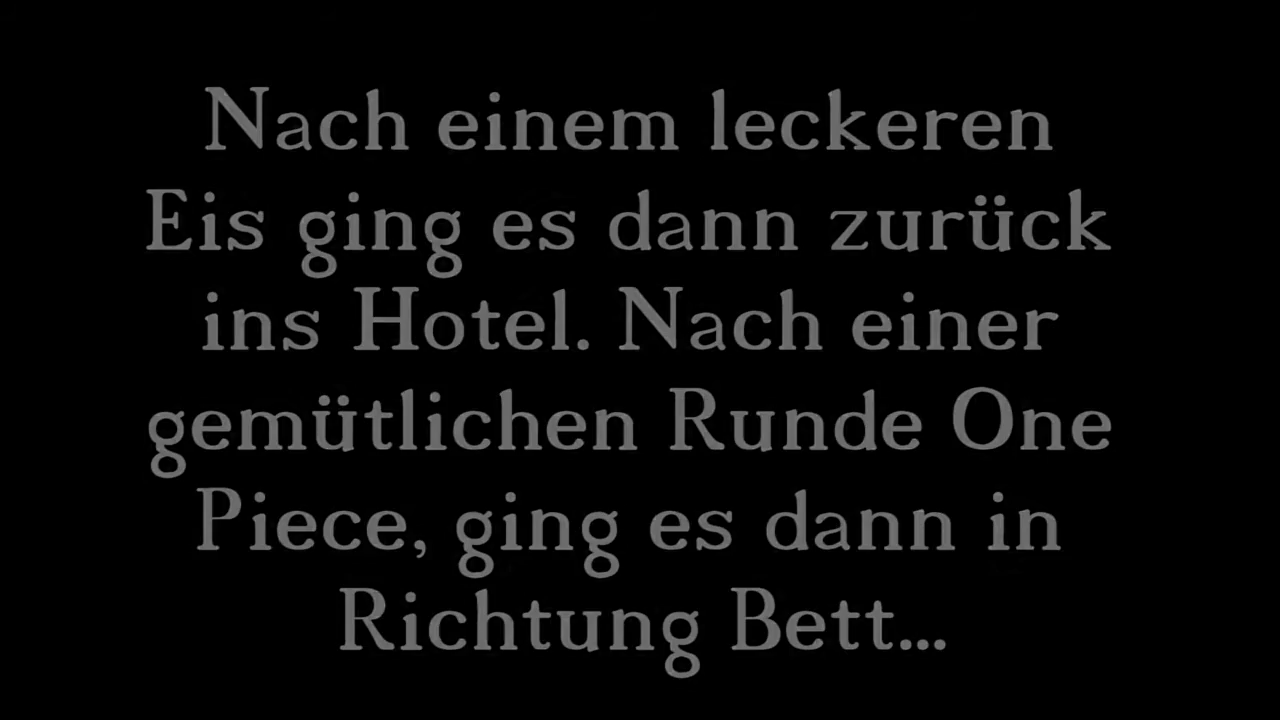 Nach einem leckeren
Eis ging es dann zurück
ins Hotel. Nach einer
gemütlichen Runde One
Piece, ging es dann in
Richtung Bett...